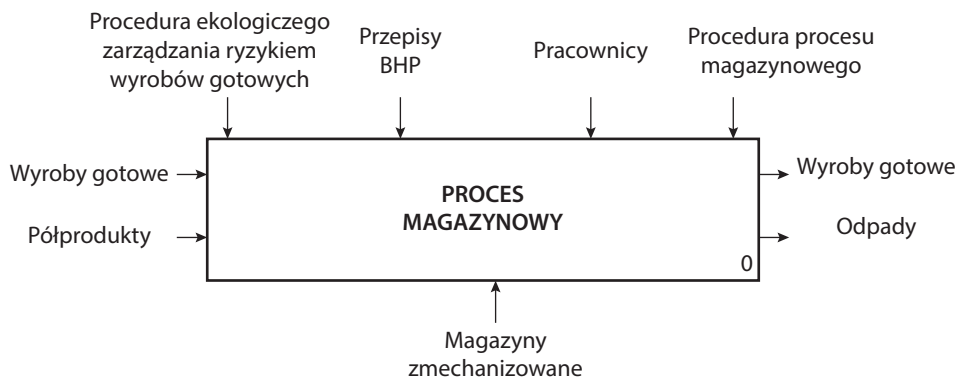 Procedura ekologiczego
zarządzania ryzykiem
wyrobów gotowych
Przepisy
BHP
Pracownicy
Procedura procesu
magazynowego
Wyroby gotowe
Półprodukty
PROCES
MAGAZYNOWY
0
Wyroby gotowe
Odpady
Magazyny
zmechanizowane